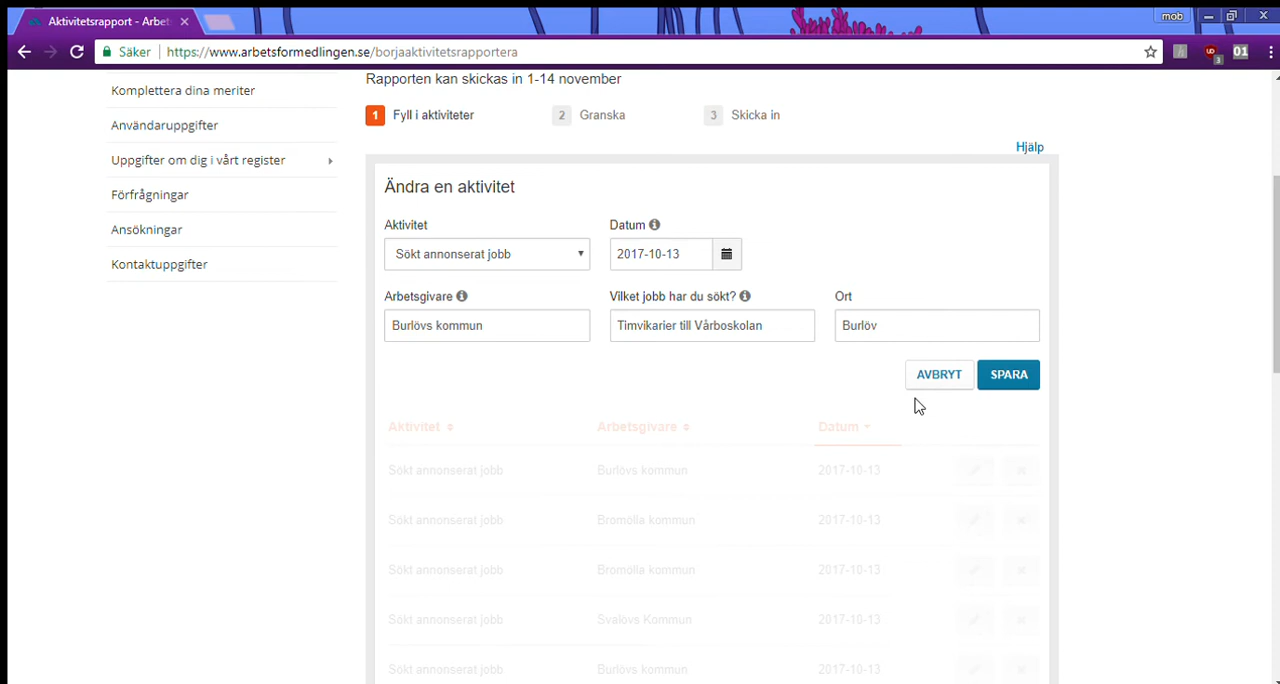 Aktivitetsrapport - Arbet
mob
Säker
https://www.arbetsformedlingen.se/borjaaktivitetsrapportera
UD
3
01
Rapporten kan skickas in 1-14 november
Komplettera dina meriter
Användaruppgifter
Uppgifter om dig i vårt register
Förfrågningar
Ansökningar
Kontaktuppgifter
1 Fyll i aktiviteter
2 Granska
3 Skicka in
Hjälp
Ändra en aktivitet
Aktivitet
Datum
Sökt annonserat jobb
2017-10-13
Arbetsgivare
Vilket jobb har du sökt?
Ort
Burlövs kommun
Timvikarier till Vårboskolan
Burlöv
AVBRYT
SPARA
Aktivitet Arbetsgivare Datum
Sökt annonserat jobb Burlövs kommun 2017-10-13
Sökt annonserat jobb Bromölla kommun 2017-10-13
Sökt annonserat jobb Bromölla kommun 2017-10-13
Sökt annonserat jobb Svalövs Kommun 2017-10-13
Sökt annonserat jobb Burlövs kommun 2017-10-13